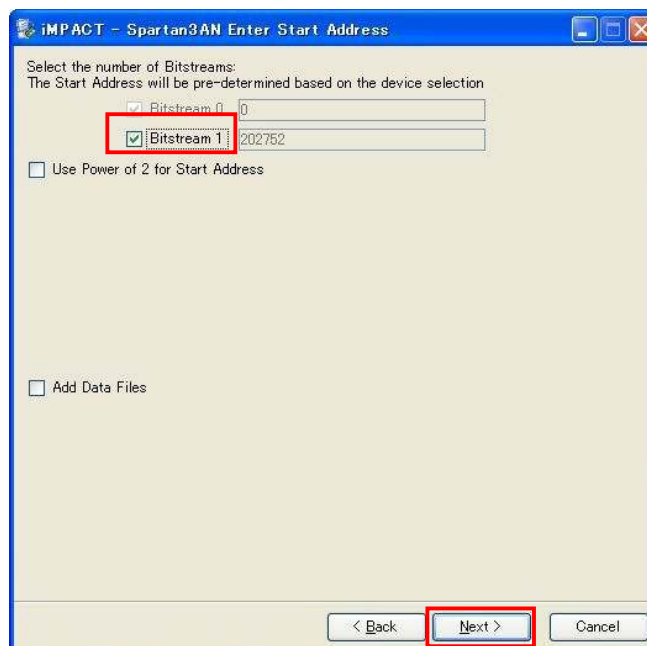 iMPACT - Spartan3AN Enter Start Address
Select the number of Bitstreams:
The Start Address will be pre-determined based on the device selection
Bitstream 0 0
Bitstream 1 202752
Use Power of 2 for Start Address
Add Data Files
< Back Next > Cancel